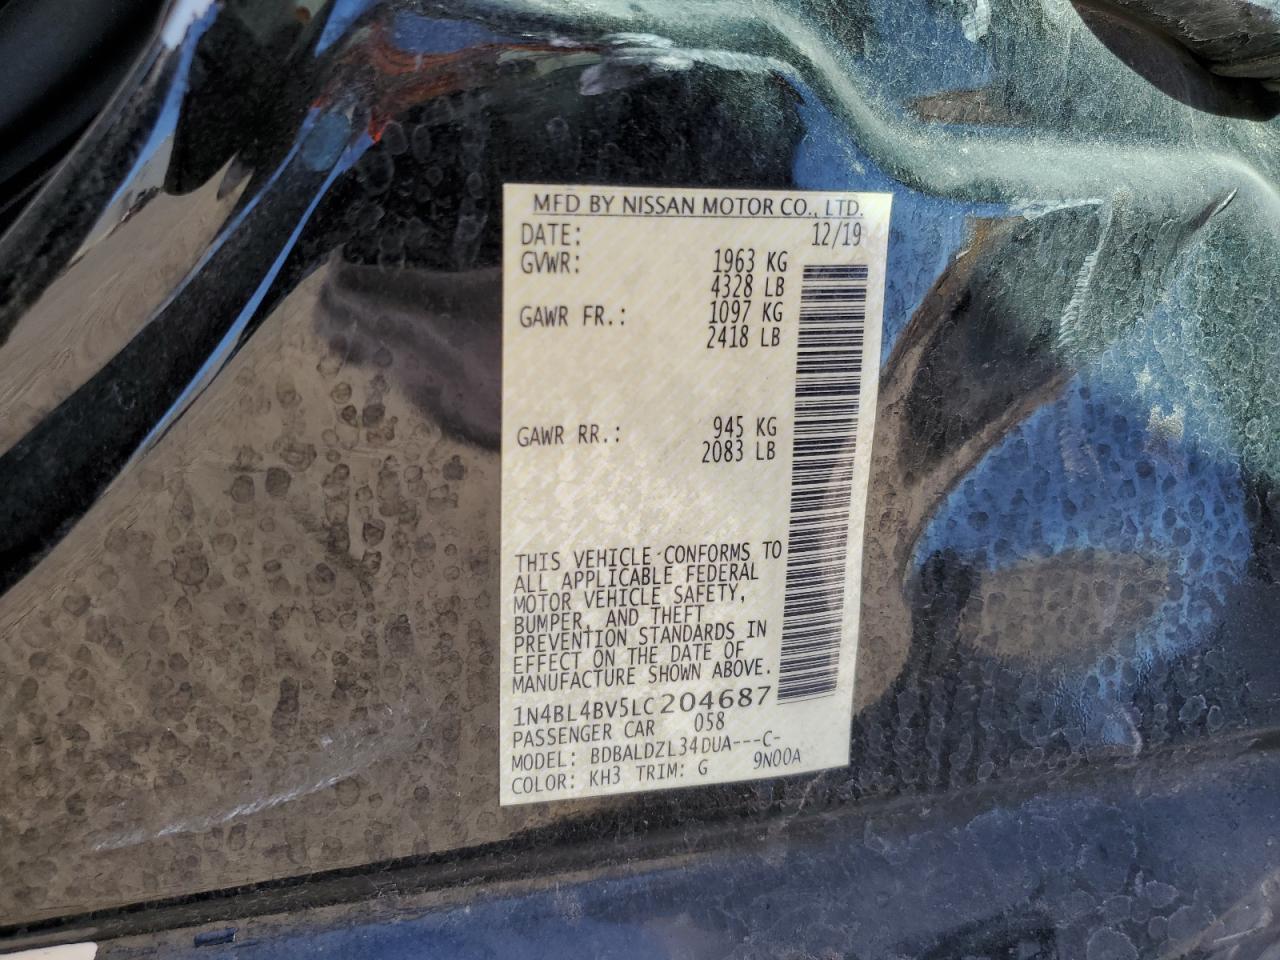 MFD BY NISSAN MOTOR CO., LTD.
DATE: 12/19
GVWR: 1963 KG
4328 LB
GAWR FR.: 1097 KG
2418 LB
GAWR RR.: 945 KG
2083 LB
THIS VEHICLE CONFORMS TO
ALL APPLICABLE FEDERAL
MOTOR VEHICLE SAFETY,
BUMPER, AND THEFT
PREVENTION STANDARDS IN
EFFECT ON THE DATE OF
MANUFACTURE SHOWN ABOVE.
1N4BL4BV5LC204687
PASSENGER CAR 058
MODEL: BDBALDZL34DUA---C-
COLOR: KH3 TRIM: G 9N00A